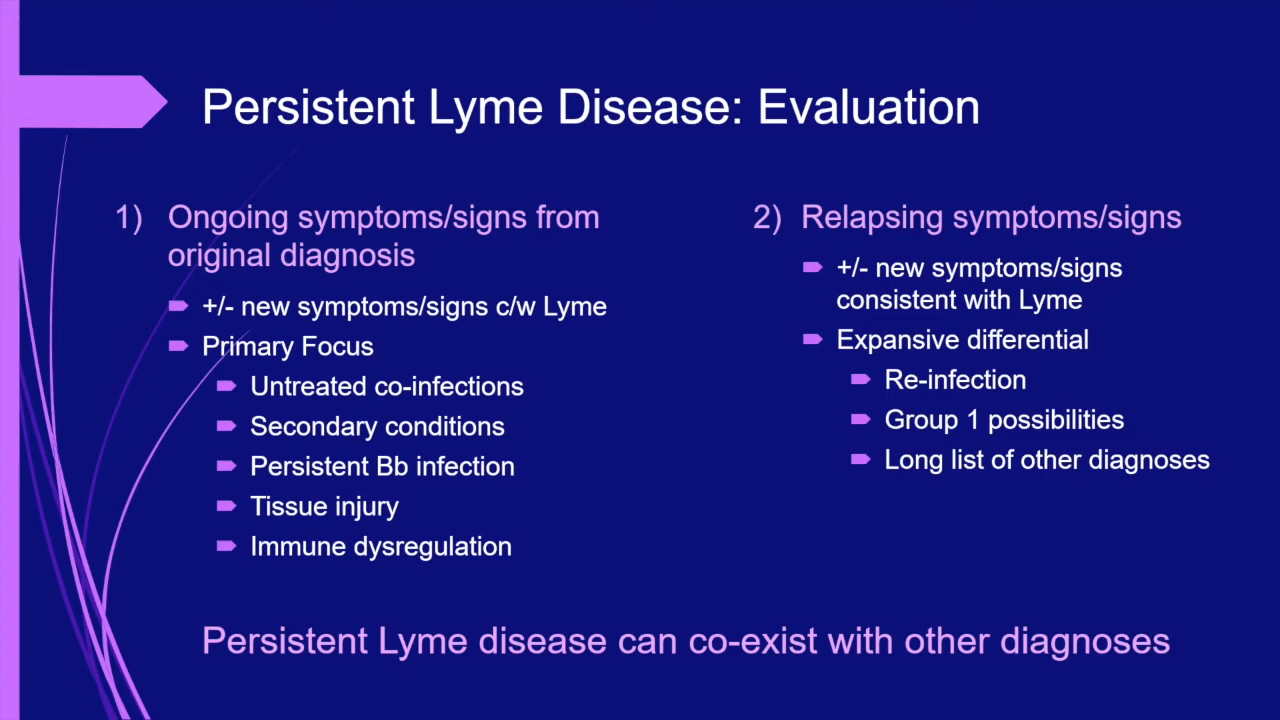 Persistent Lyme Disease: Evaluation
1) Ongoing symptoms/signs from
original diagnosis
+/- new symptoms/signs c/w Lyme
Primary Focus
Untreated co-infections
Secondary conditions
Persistent Bb infection
Tissue injury
Immune dysregulation
2) Relapsing symptoms/signs
+/- new symptoms/signs
consistent with Lyme
Expansive differential
Re-infection
Group 1 possibilities
Long list of other diagnoses
Persistent Lyme disease can co-exist with other diagnoses